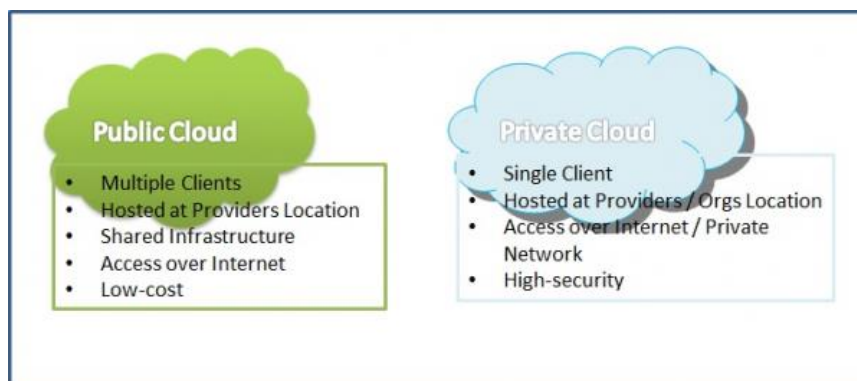 Public Cloud
• Multiple Clients
• Hosted at Providers Location
• Shared Infrastructure
• Access over Internet
• Low-cost
Private Cloud
• Single Client
• Hosted at Providers / Orgs Location
• Access over Internet / Private
Network
• High-security